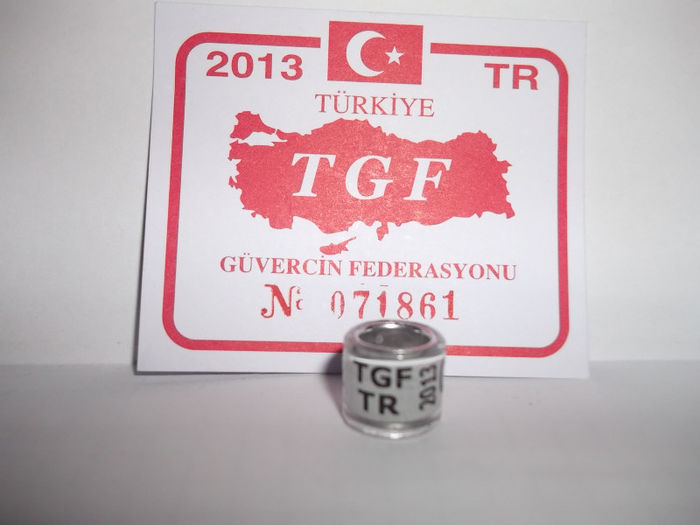 2013 TR
TÜRKİYE
TGF
GÜVERCİN FEDERASYONU
No 071861
TGF
TR
2013